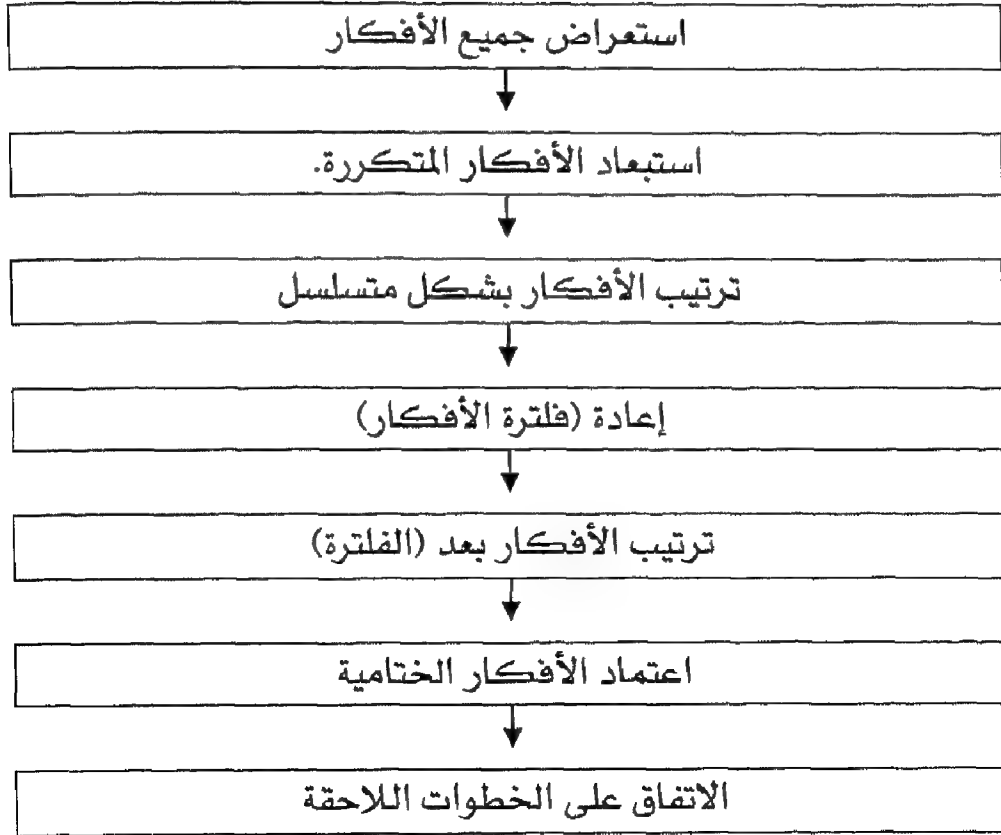 استعراض جميع الأفكار
استبعاد الأفكار المتكررة.
ترتيب الأفكار بشكل متسلسل
إعادة (فلترة الأفكار)
ترتيب الأفكار بعد (الفلترة)
اعتماد الأفكار الختامية
الاتفاق على الخطوات اللاحقة